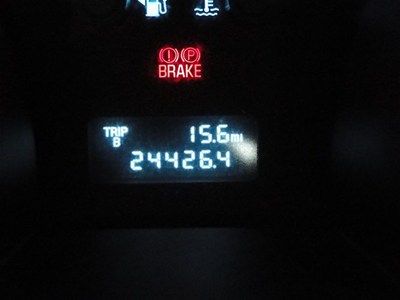 (!) (P)
BRAKE
TRIP 15.6 mi
B
24426.4